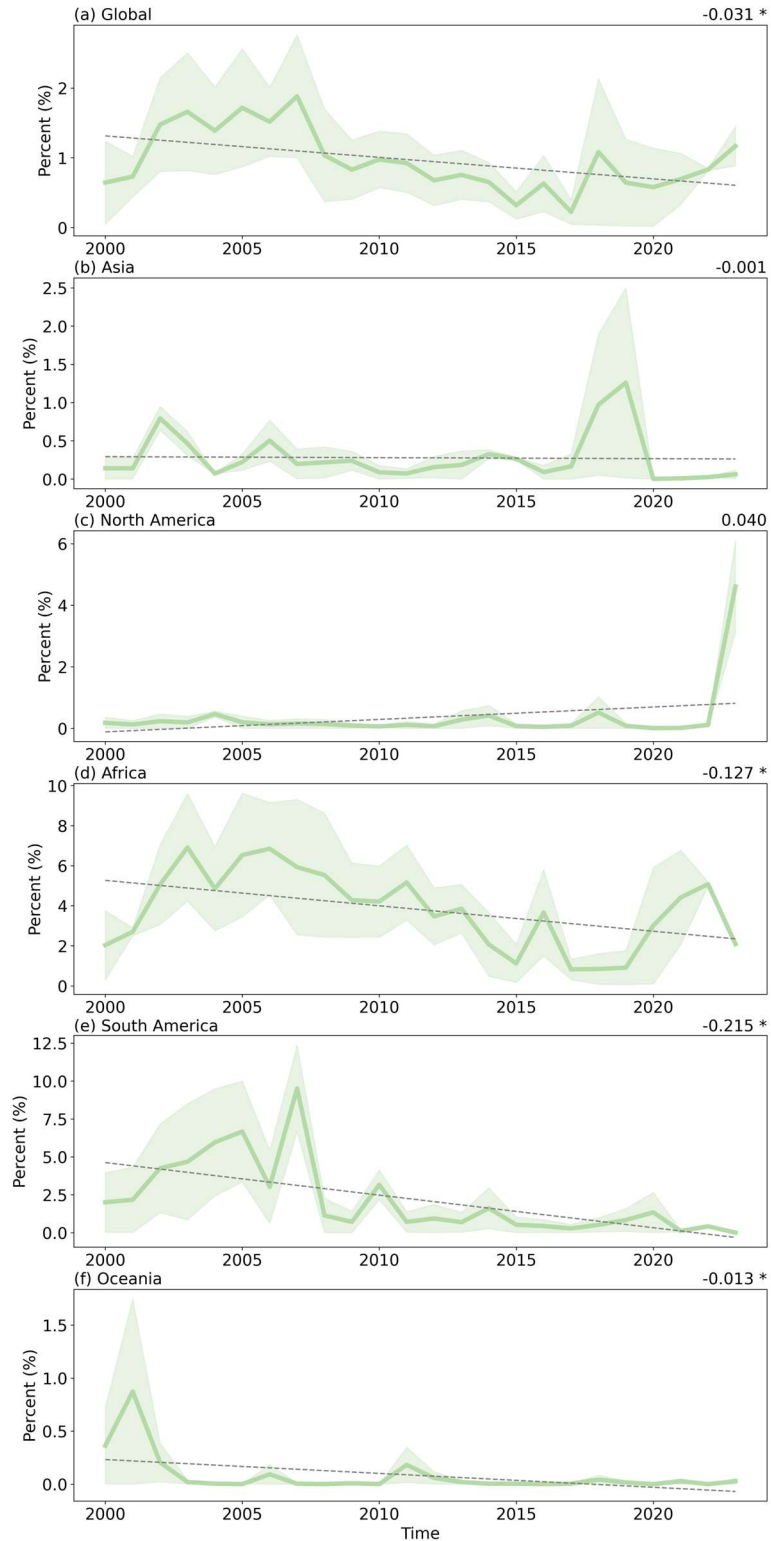 (a) Global -0.031 *
Percent (%)
2
1
0
2000 2005 2010 2015 2020
(b) Asia -0.001
Percent (%)
2.5
2.0
1.5
1.0
0.5
0.0
2000 2005 2010 2015 2020
(c) North America 0.040
Percent (%)
6
4
2
0
2000 2005 2010 2015 2020
(d) Africa -0.127 *
Percent (%)
10
8
6
4
2
0
2000 2005 2010 2015 2020
(e) South America -0.215 *
Percent (%)
12.5
10.0
7.5
5.0
2.5
0.0
2000 2005 2010 2015 2020
(f) Oceania -0.013 *
Percent (%)
1.5
1.0
0.5
0.0
2000 2005 2010 2015 2020
Time